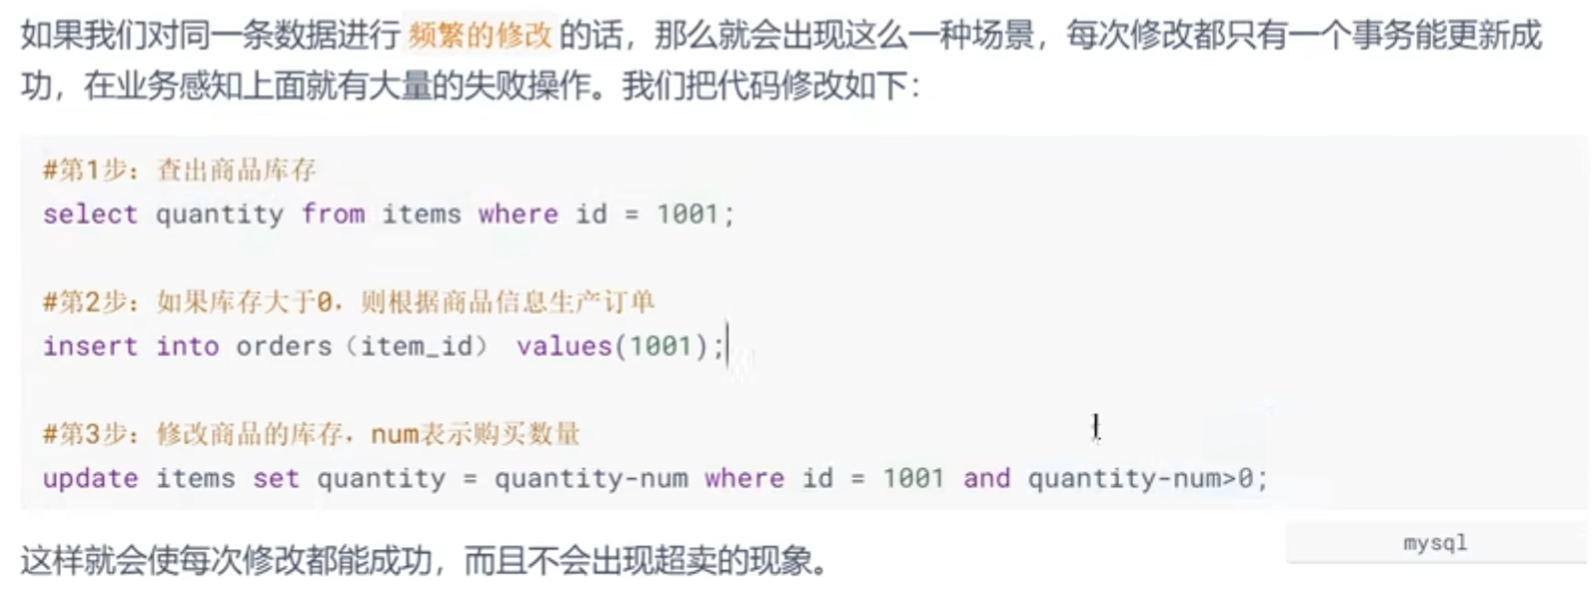 如果我们对同一条数据进行 频繁的修改 的话，那么就会出现这么一种场景，每次修改都只有一个事务能更新成
功，在业务感知上面就有大量的失败操作。我们把代码修改如下：
#第1步：查出商品库存
select quantity from items where id = 1001;
#第2步：如果库存大于0，则根据商品信息生产订单
insert into orders（item_id） values(1001);
#第3步：修改商品的库存，num表示购买数量
update items set quantity = quantity-num where id = 1001 and quantity-num>0;
mysql
这样就会使每次修改都能成功，而且不会出现超卖的现象。